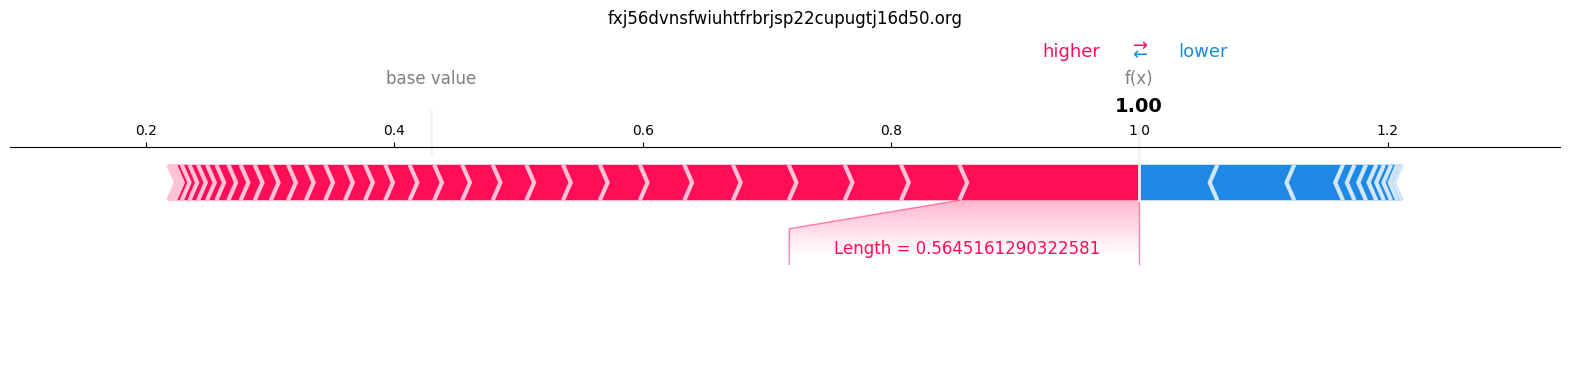 fxj56dvnsfwiuhtfrbrjsp22cupugtj16d50.org
higher → ← lower
base value f(x)
1.00
0.2 0.4 0.6 0.8 1.0 1.2
Length = 0.5645161290322581